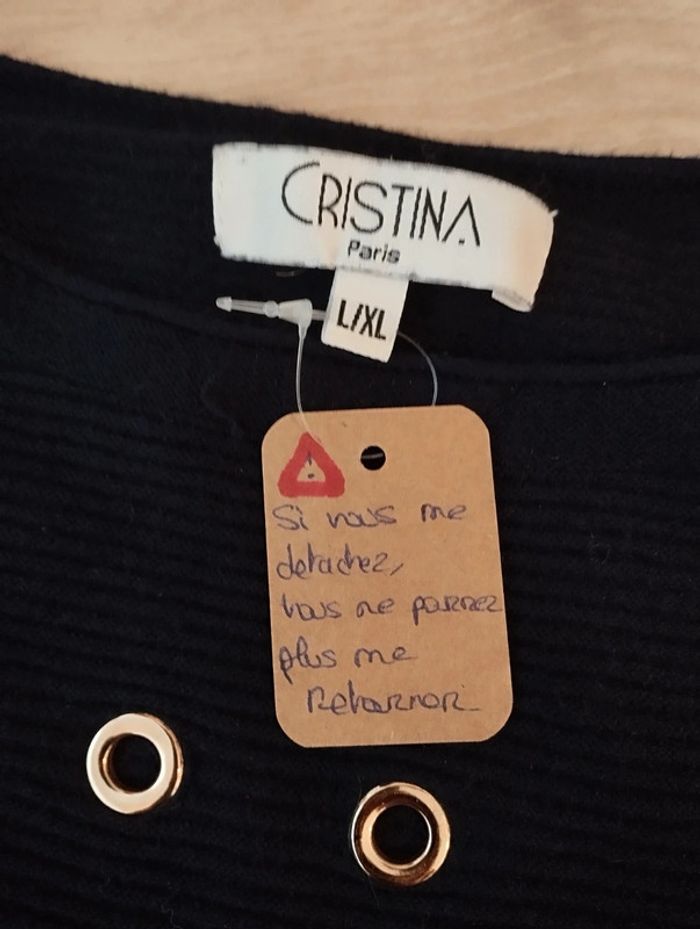 CRISTINA
Paris
L/XL
!
Si vous me
detachez,
vous ne pourrez
plus me
Retourner